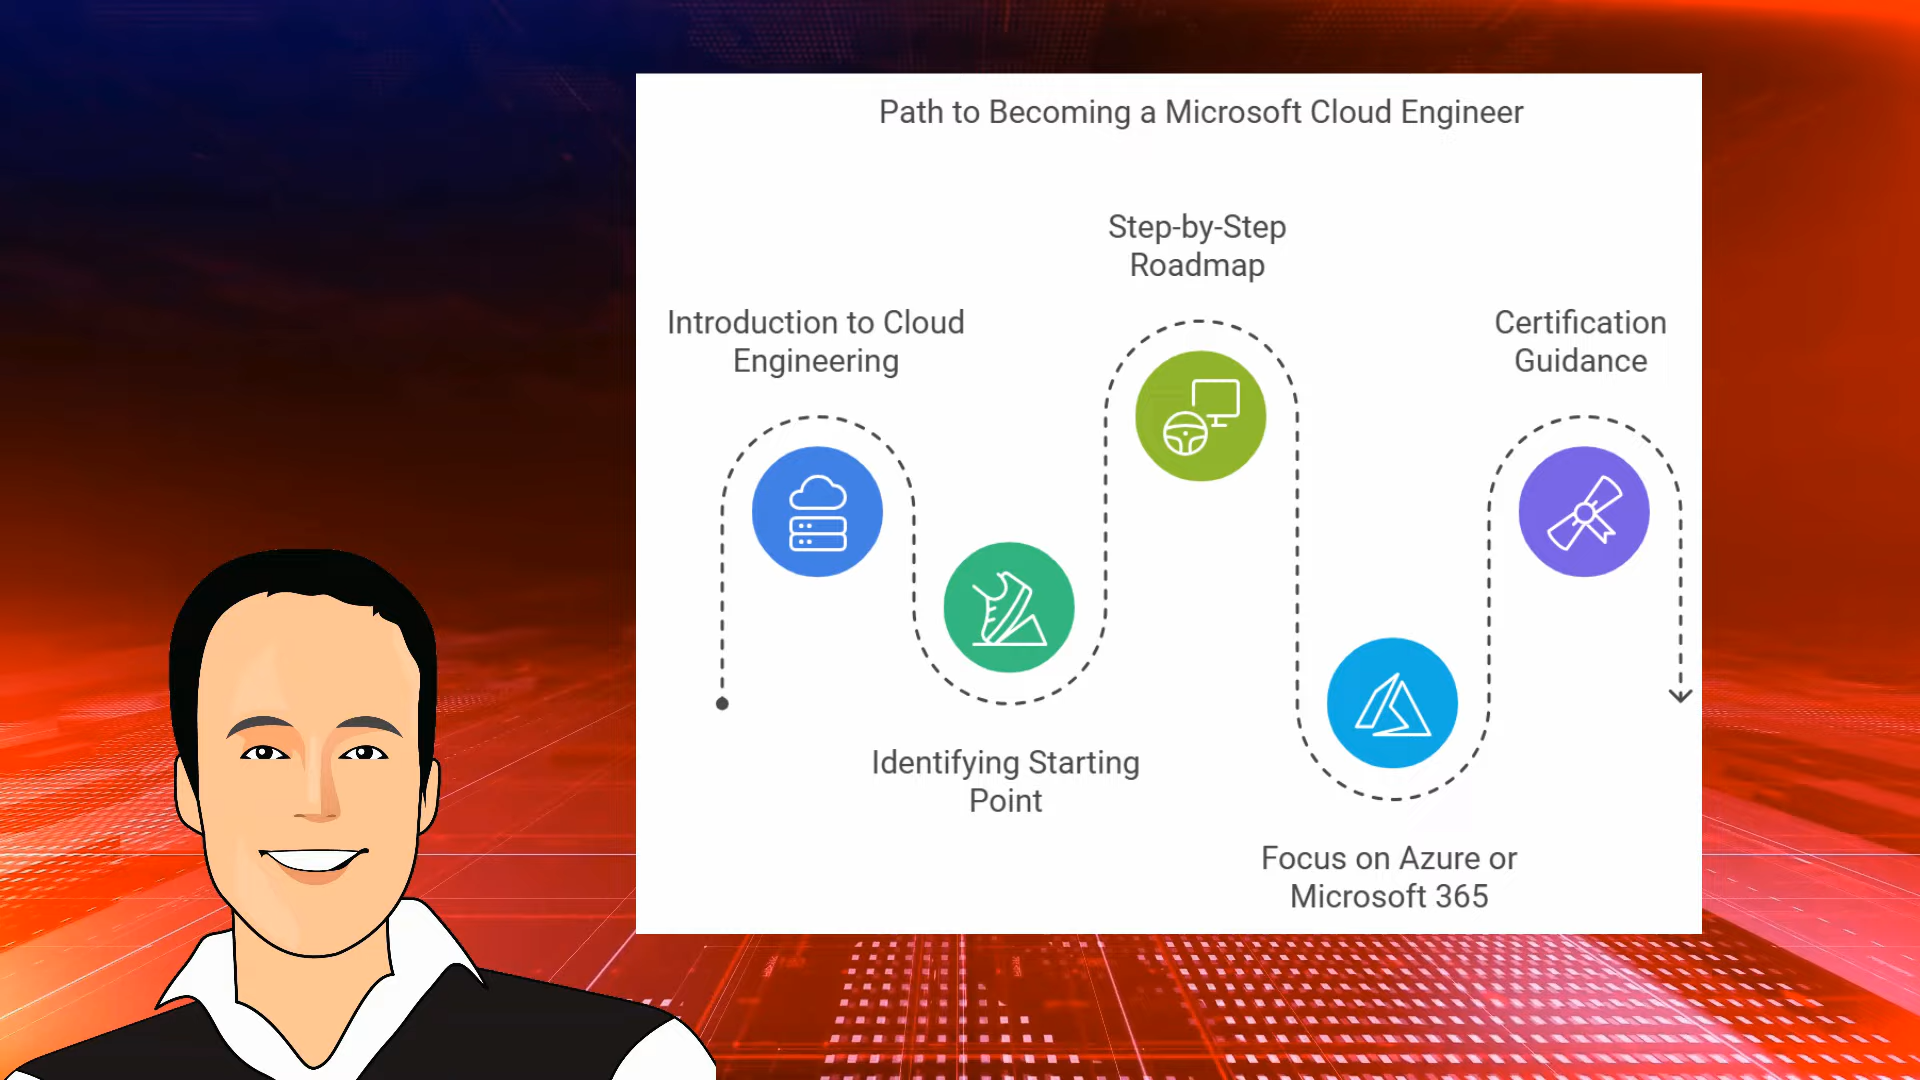 Path to Becoming a Microsoft Cloud Engineer
Step-by-Step
Roadmap
Introduction to Cloud
Engineering
Certification
Guidance
Identifying Starting
Point
Focus on Azure or
Microsoft 365